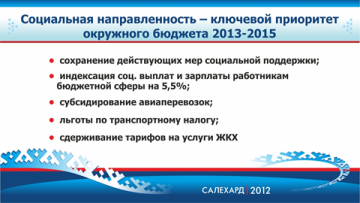 Социальная направленность – ключевой приоритет
окружного бюджета 2013-2015
• сохранение действующих мер социальной поддержки;
• индексация соц. выплат и зарплаты работникам
бюджетной сферы на 5,5%;
• субсидирование авиаперевозок;
• льготы по транспортному налогу;
• сдерживание тарифов на услуги ЖКХ
САЛЕХАРД 2012